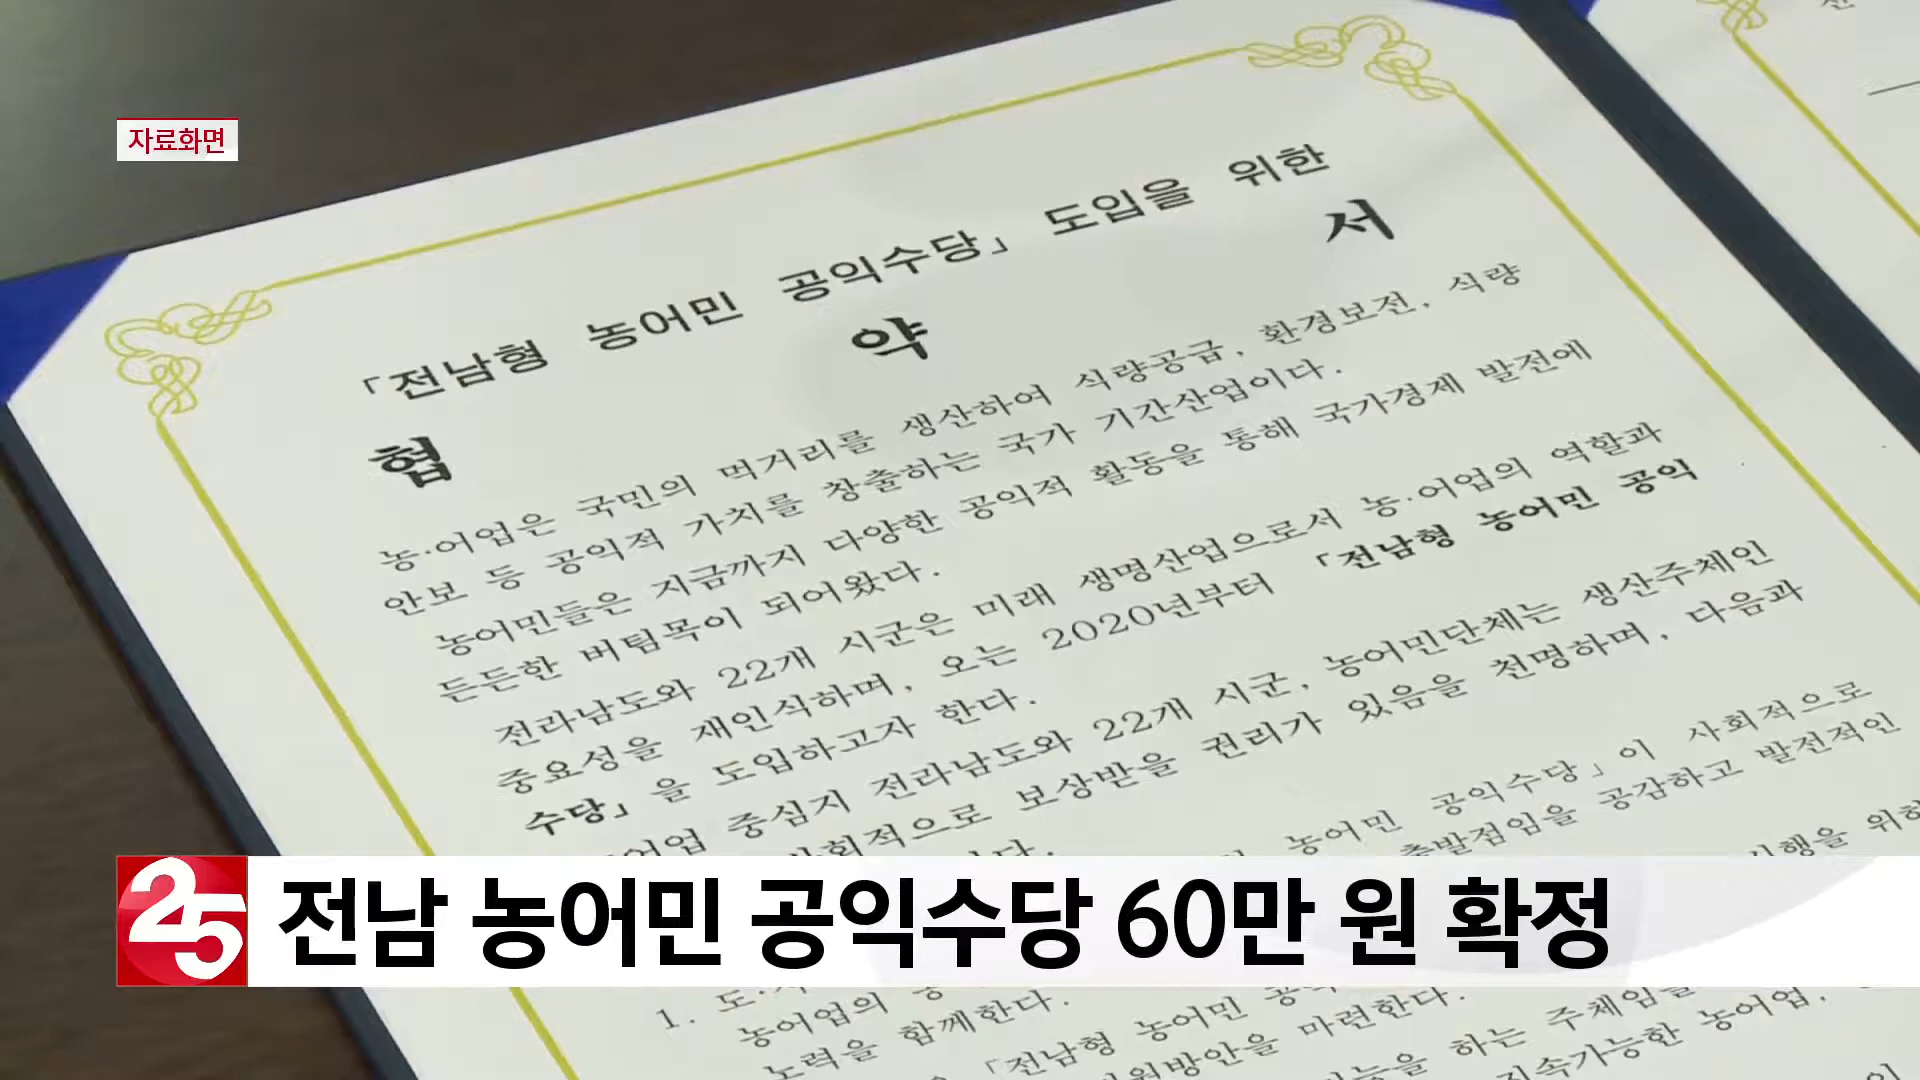 자료화면
「전남형 농어민 공익수당」 도입을 위한
협 약 서
농·어업은 국민의 먹거리를 생산하여 식량공급, 환경보전, 식량
안보 등 공익적 가치를 창출하는 국가 기간산업이다.
농어민들은 지금까지 다양한 공익적 활동을 통해 국가경제 발전에
든든한 버팀목이 되어왔다.
전라남도와 22개 시군은 미래 생명산업으로서 농·어업의 역할과
중요성을 재인식하며, 오는 2020년부터 「전남형 농어민 공익
수당」을 도입하고자 한다.
중심지 전라남도와 22개 시군, 농어민단체는 생산주체인
보상받을 권리가 있음을 천명하며, 다음과
농어민 공익수당」이 사회적으로
출발점임을 공감하고 발전적인
25 전남 농어민 공익수당 60만 원 확정
1.
농어업의
노력을 함께한다.
「전남형 농어민
마련한다.
하는 주체임을
지속가능한 농어업,